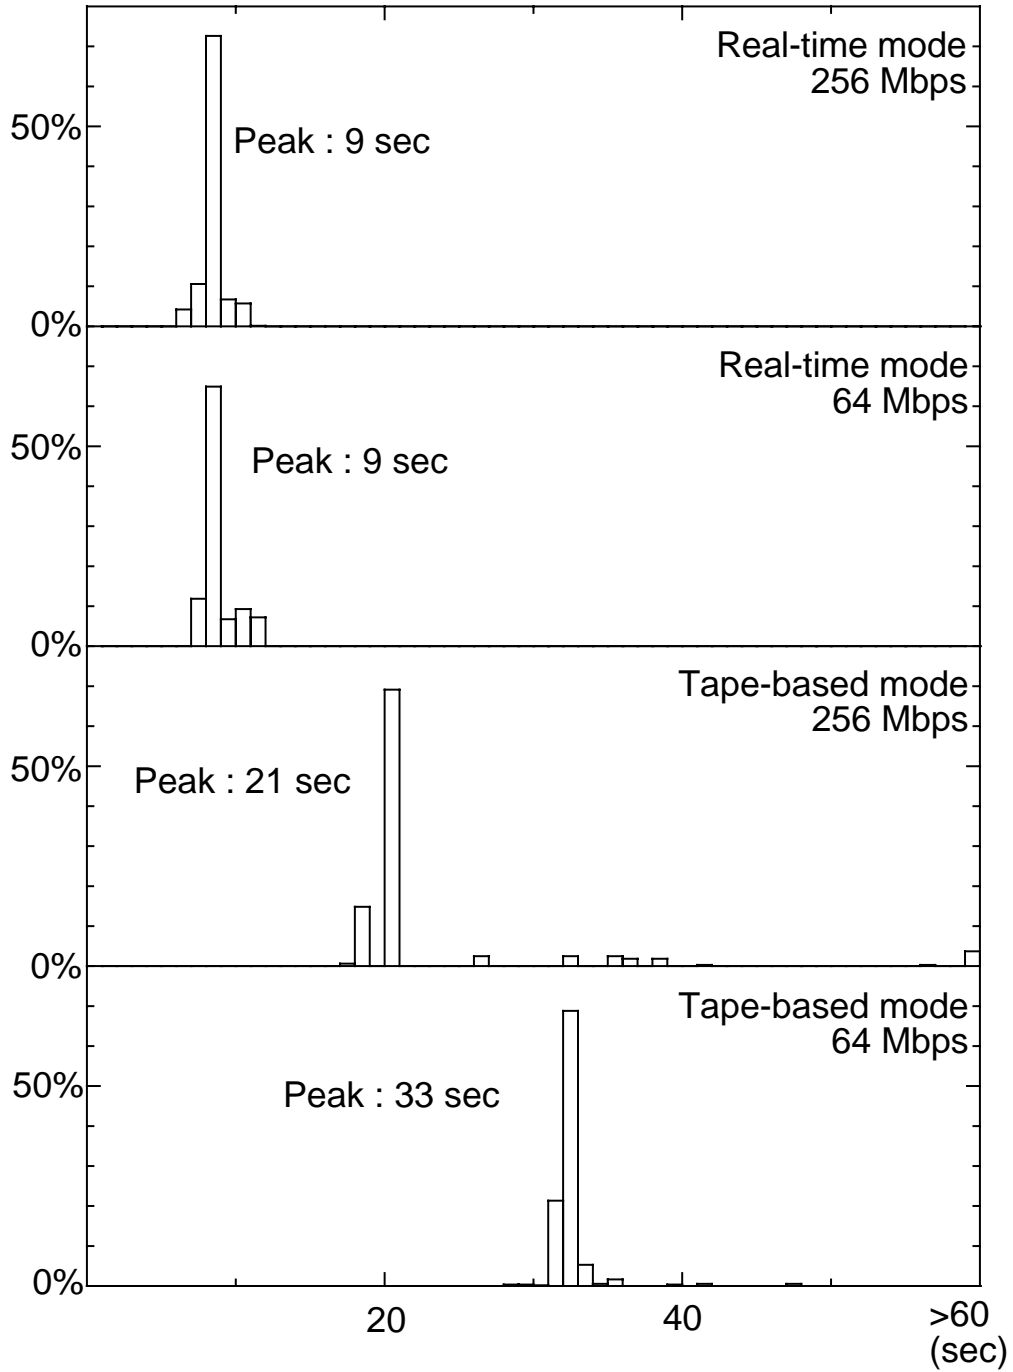 Real-time mode
256 Mbps
50%
Peak : 9 sec
0%
Real-time mode
64 Mbps
50%
Peak : 9 sec
0%
Tape-based mode
256 Mbps
50%
Peak : 21 sec
0%
Tape-based mode
64 Mbps
50%
Peak : 33 sec
0%
20
40
>60
(sec)